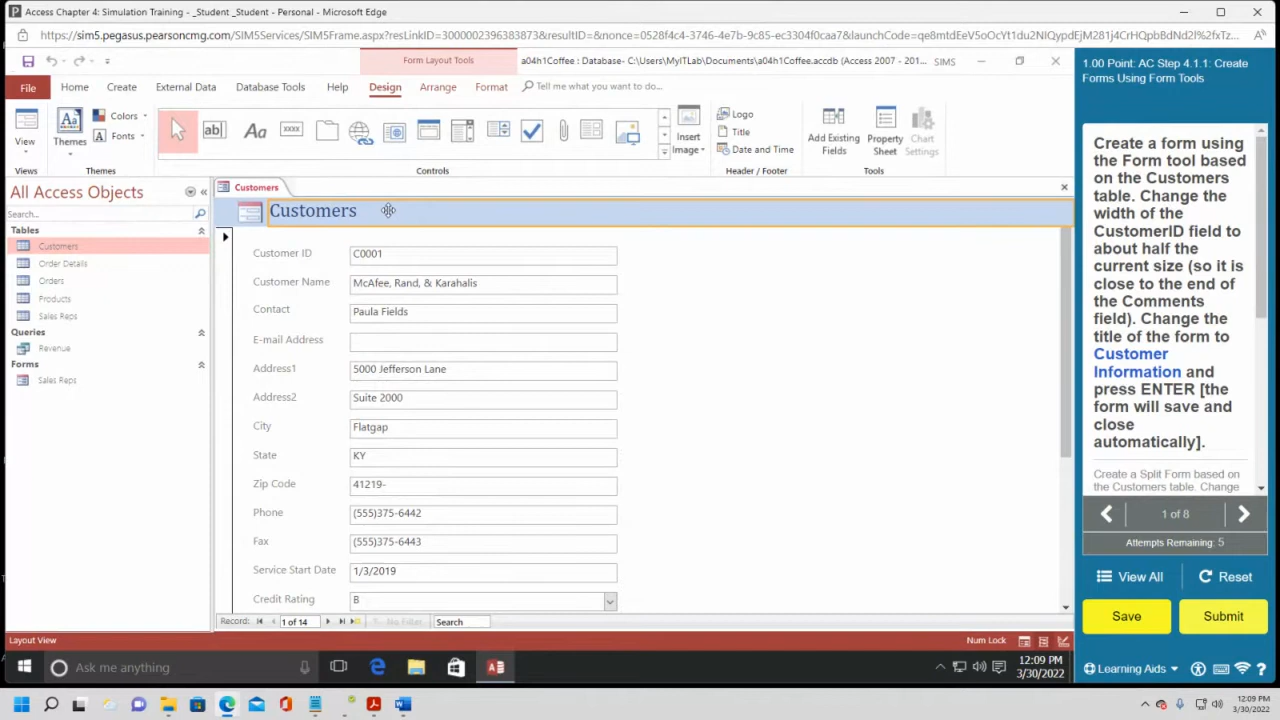 Access Chapter 4: Simulation Training - _Student _Student - Personal - Microsoft Edge
https://sim5.pegasus.pearsoncmg.com/SIM5Services/SIM5Frame.aspx?resLinkID=30000023963838738&resultID=&nonce=0528f4c4-3746-4e7b-9c85-ec3304f0caa7&launchCode=
Form Layout Tools
a04h1Coffee : Database- C:\Users\MyITLab\Documents\a04h1Coffee.accdb (Access 2007 - 201...
SIMS
File Home Create External Data Database Tools Help Design Arrange Format Tell me what you want to do...
View
Themes
Colors
Fonts
Insert Image
Logo
Title
Date and Time
Add Existing Fields
Property Sheet
Chart Settings
Views Themes Controls Header / Footer Tools
All Access Objects
Search...
Tables
Customers
Order Details
Orders
Products
Sales Reps
Queries
Revenue
Forms
Sales Reps
Customers
Customers
Customer ID C0001
Customer Name McAfee, Rand, & Karahalis
Contact Paula Fields
E-mail Address
Address1 5000 Jefferson Lane
Address2 Suite 2000
City Flatgap
State KY
Zip Code 41219-
Phone (555)375-6442
Fax (555)375-6443
Service Start Date 1/3/2019
Credit Rating B
Record: 1 of 14 No Filter Search
Layout View Num Lock
Ask me anything
12:09 PM
3/30/2022
1.00 Point: AC Step 4.1.1: Create
Forms Using Form Tools
Create a form using
the Form tool based
on the Customers
table. Change the
width of the
CustomerID field to
about half the
current size (so it is
close to the end of
the Comments
field). Change the
title of the form to
Customer
Information and
press ENTER [the
form will save and
close
automatically].
Create a Split Form based on
the Customers table. Change
1 of 8
Attempts Remaining: 5
View All Reset
Save Submit
Learning Aids
12:09 PM
3/30/2022